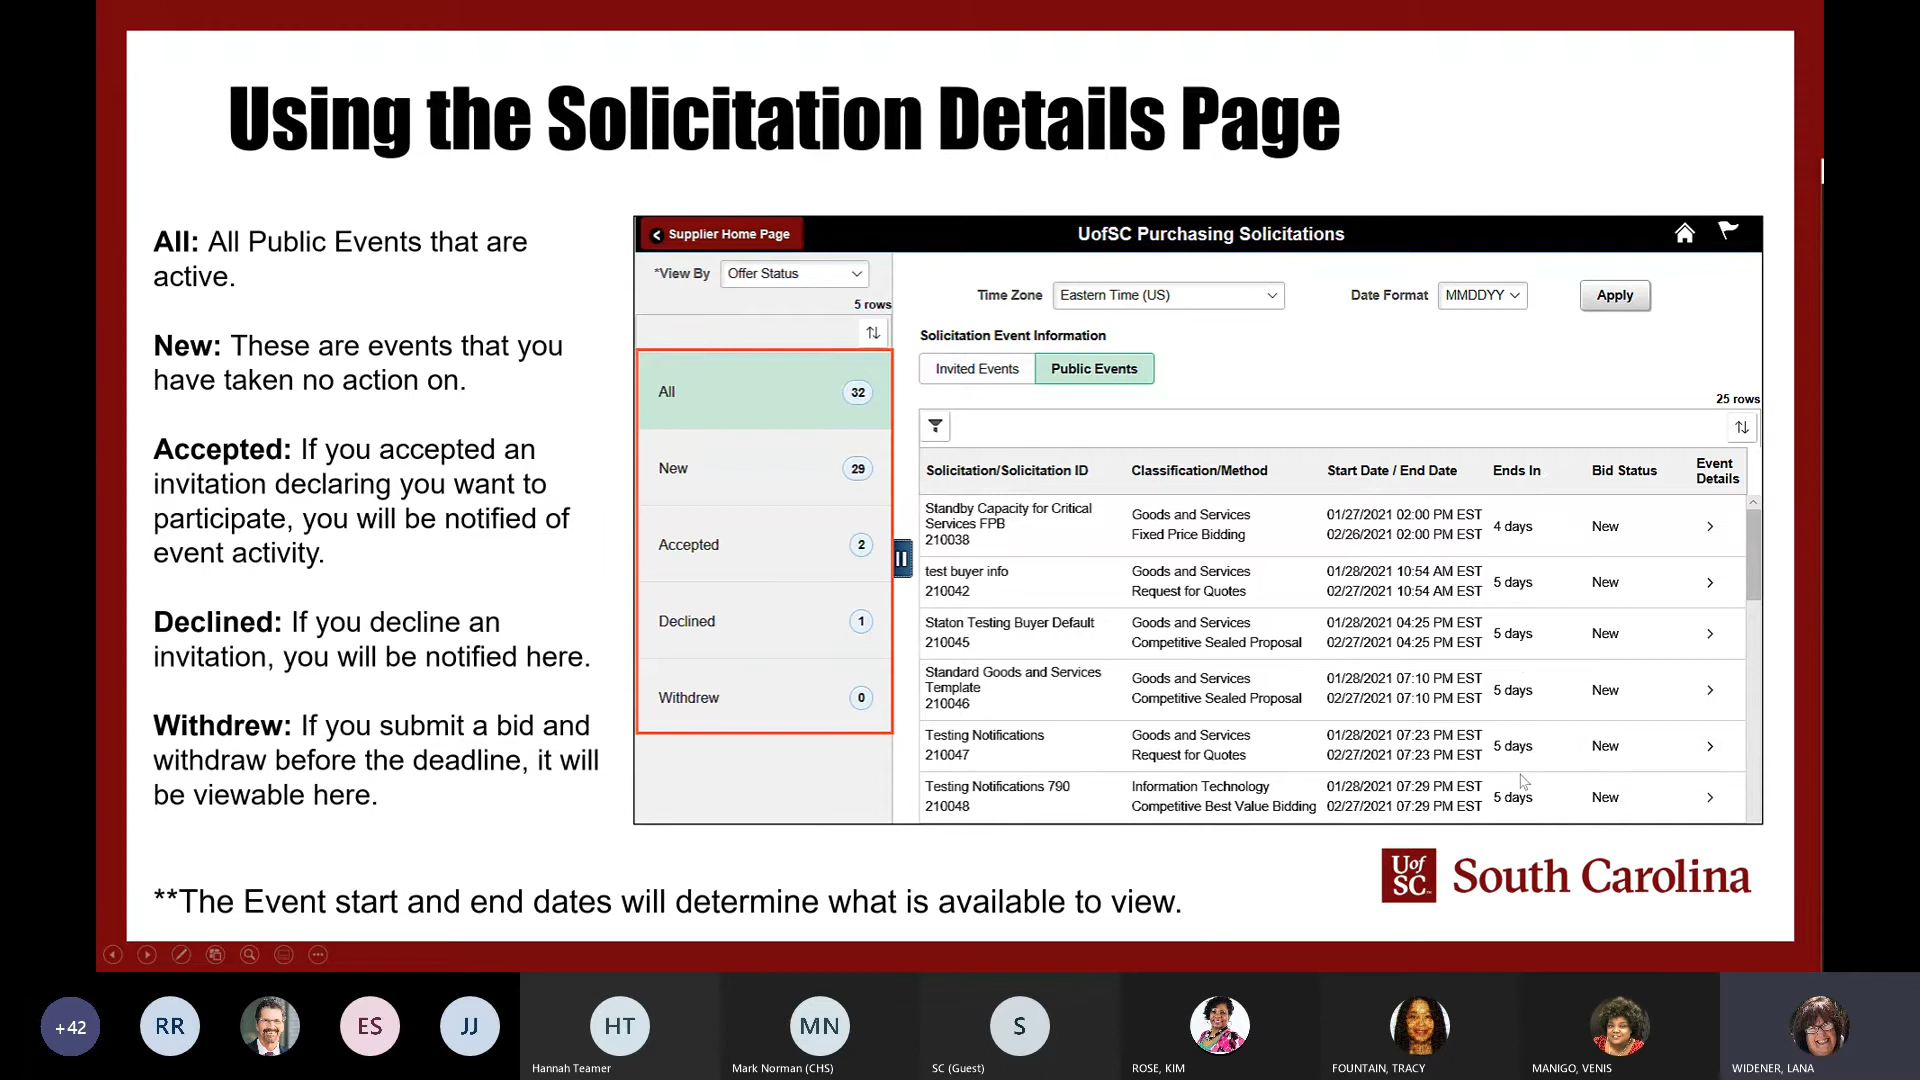 Using the Solicitation Details Page
All: All Public Events that are
active.
New: These are events that you
have taken no action on.
Accepted: If you accepted an
invitation declaring you want to
participate, you will be notified of
event activity.
Declined: If you decline an
invitation, you will be notified here.
Withdrew: If you submit a bid and
withdraw before the deadline, it will
be viewable here.
**The Event start and end dates will determine what is available to view.
Supplier Home Page
UofSC Purchasing Solicitations
*View By Offer Status
5 rows
All 32
New 29
Accepted 2
Declined 1
Withdrew 0
Time Zone Eastern Time (US) Date Format MMDDYY Apply
Solicitation Event Information
Invited Events Public Events
25 rows
Solicitation/Solicitation ID Classification/Method Start Date / End Date Ends In Bid Status Event
Details
Standby Capacity for Critical
Services FPB
210038
Goods and Services
Fixed Price Bidding
01/27/2021 02:00 PM EST
02/26/2021 02:00 PM EST
4 days New
test buyer info
210042
Goods and Services
Request for Quotes
01/28/2021 10:54 AM EST
02/27/2021 10:54 AM EST
5 days New
Staton Testing Buyer Default
210045
Goods and Services
Competitive Sealed Proposal
01/28/2021 04:25 PM EST
02/27/2021 04:25 PM EST
5 days New
Standard Goods and Services
Template
210046
Goods and Services
Competitive Sealed Proposal
01/28/2021 07:10 PM EST
02/27/2021 07:10 PM EST
5 days New
Testing Notifications
210047
Goods and Services
Request for Quotes
01/28/2021 07:23 PM EST
02/27/2021 07:23 PM EST
5 days New
Testing Notifications 790
210048
Information Technology
Competitive Best Value Bidding
01/28/2021 07:29 PM EST
02/27/2021 07:29 PM EST
5 days New
Uof
SC
South Carolina
+42 RR ES JJ HT MN S
Hannah Teamer Mark Norman (CHS) SC (Guest) ROSE, KIM FOUNTAIN, TRACY MANIGO, VENIS WIDENER, LANA